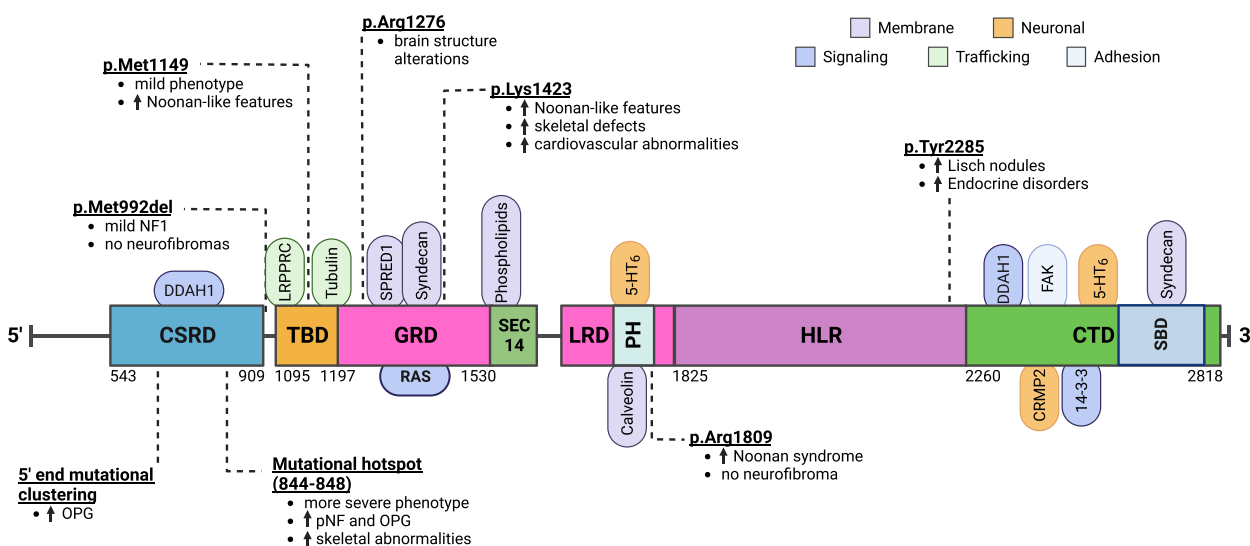 p.Arg1276
• brain structure
alterations
Membrane
Neuronal
Signaling
Trafficking
Adhesion
p.Met1149
• mild phenotype
• ↑ Noonan-like features
p.Lys1423
• ↑ Noonan-like features
• ↑ skeletal defects
• ↑ cardiovascular abnormalities
p.Tyr2285
• ↑ Lisch nodules
• ↑ Endocrine disorders
p.Met992del
• mild NF1
• no neurofibromas
DDAH1
LRPPRC
Tubulin
SPRED1
Syndecan
Phospholipids
5-HT6
DDAH1
FAK
5-HT6
Syndecan
5'
CSRD
TBD
GRD
SEC
14
LRD
PH
HLR
CTD
SBD
3
543
909
1095
1197
RAS
1530
Calveolin
1825
2260
CRMP2
14-3-3
2818
p.Arg1809
• ↑ Noonan syndrome
• no neurofibroma
5' end mutational
clustering
• ↑ OPG
Mutational hotspot
(844-848)
• more severe phenotype
• ↑ pNF and OPG
• ↑ skeletal abnormalities